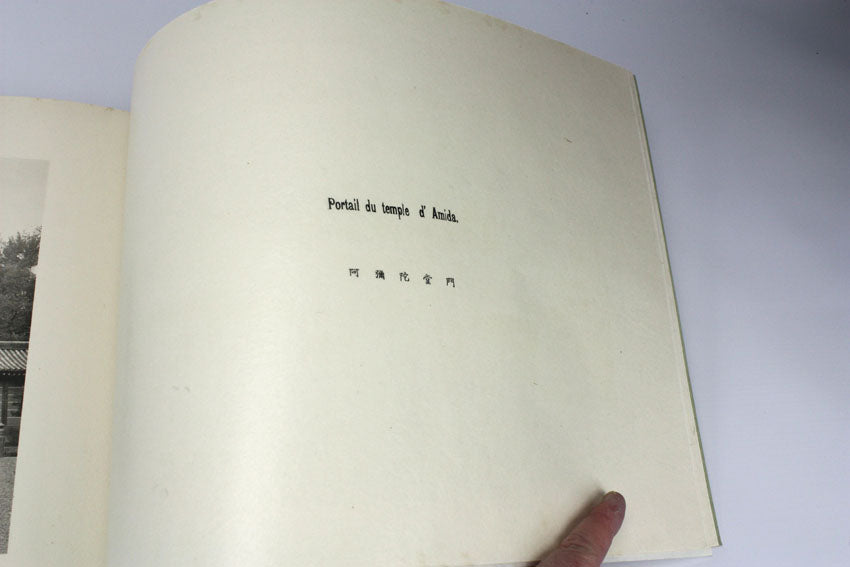 Portail du temple d' Amida.
阿彌陀堂門